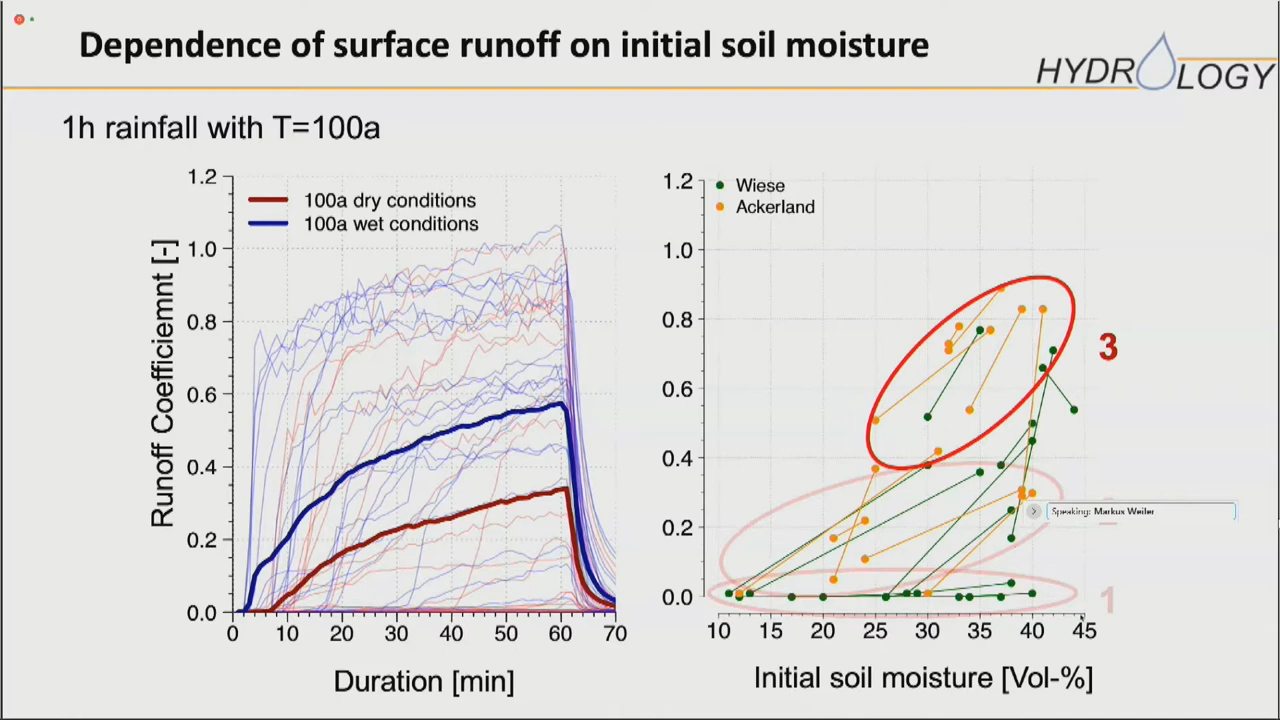 Dependence of surface runoff on initial soil moisture
HYDROLOGY
1h rainfall with T=100a
1.2
1.0
0.8
0.6
0.4
0.2
0.0
Runoff Coefficiemnt [-]
100a dry conditions
100a wet conditions
0 10 20 30 40 50 60 70
Duration [min]
1.2
1.0
0.8
0.6
0.4
0.2
0.0
Wiese
Ackerland
3
Speaking: Markus Weiler
1
10 15 20 25 30 35 40 45
Initial soil moisture [Vol-%]